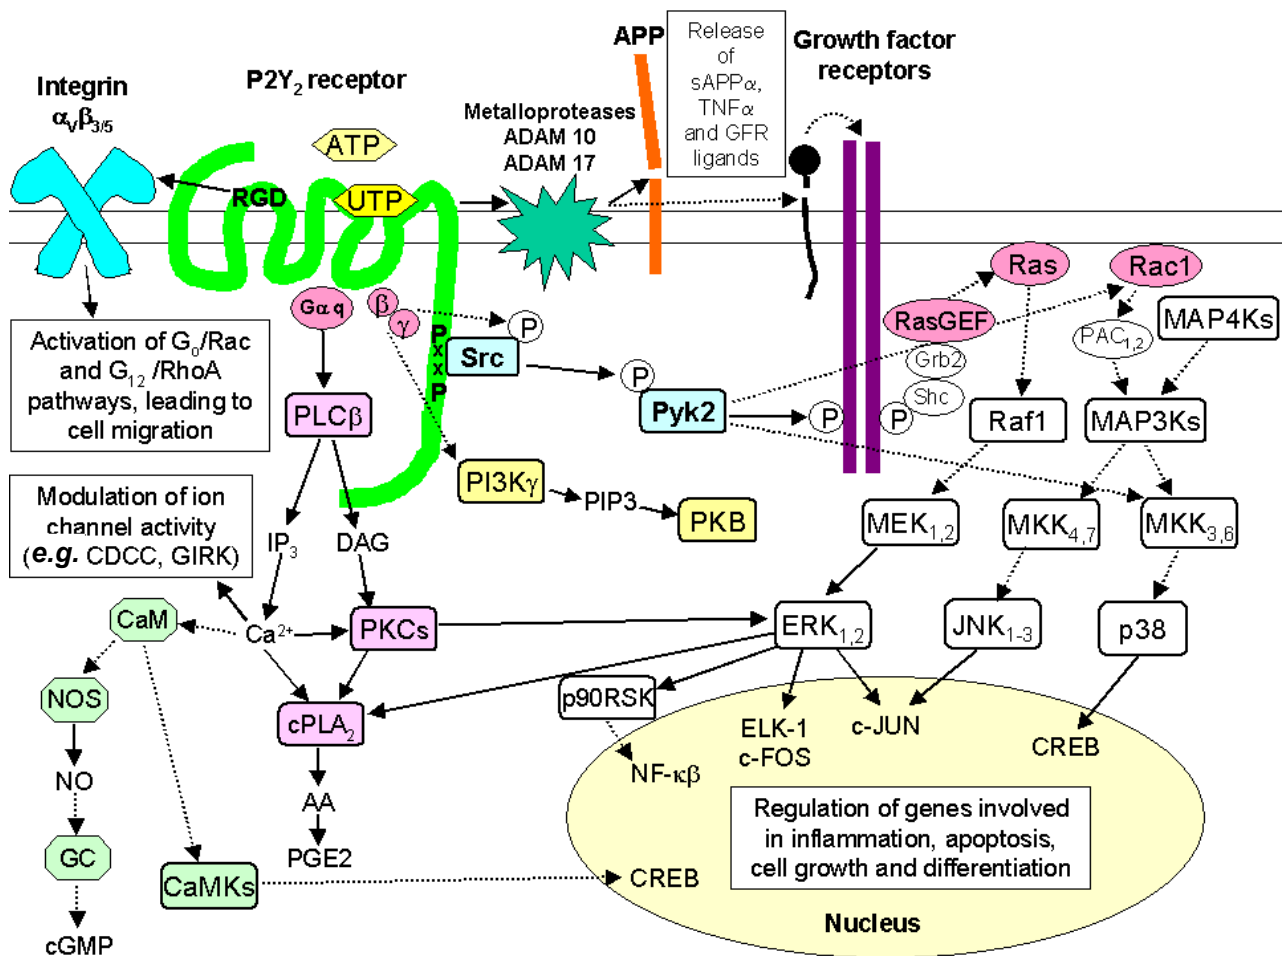 APP
Release
of
sAPPα,
TNFα
and GFR
ligands
Growth factor
receptors
Integrin
αVβ3/5
P2Y2 receptor
Metalloproteases
ADAM 10
ADAM 17
ATP
RGD
UTP
Gα q
β
γ
P
x
x
P
P
Src
P
Pyk2
P
P
Ras
Rac1
RasGEF
Grb2
Shc
PAC1,2
MAP4Ks
Activation of Go/Rac
and G12 /RhoA
pathways, leading to
cell migration
PLCβ
Raf1
MAP3Ks
PI3Kγ
PIP3
PKB
Modulation of ion
channel activity
(e.g. CDCC, GIRK)
IP3
DAG
MEK1,2
MKK4,7
MKK3,6
CaM
Ca2+
PKCs
ERK1,2
JNK1-3
p38
NOS
cPLA2
p90RSK
ELK-1
c-FOS
c-JUN
CREB
NO
NF-κβ
AA
GC
PGE2
CaMKs
CREB
Regulation of genes involved
in inflammation, apoptosis,
cell growth and differentiation
Nucleus
cGMP